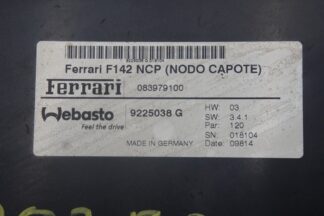 Ferrari F142 NCP (NODO CAPOTE)
Ferrari 083979100
Webasto 9225038 G
Feel the drive
HW: 03
SW: 3.4.1
Par: 120
SN: 018104
MADE IN GERMANY Date: 09814